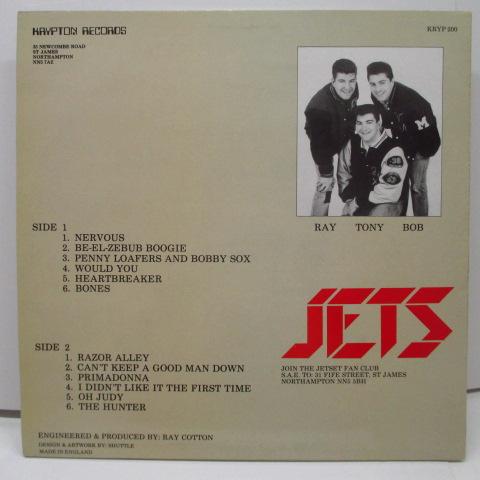 KRYPTON RECORDS
33 NEWCOMBE ROAD
ST JAMES
NORTHAMPTON
NN5 7AZ
KRYP 200
M
RAY TONY BOB
SIDE 1
1. NERVOUS
2. BE-EL-ZEBUB BOOGIE
3. PENNY LOAFERS AND BOBBY SOX
4. WOULD YOU
5. HEARTBREAKER
6. BONES
JETS
JOIN THE JETSET FAN CLUB
S.A.E. TO: 31 FIFE STREET, ST JAMES
NORTHAMPTON NN5 5BH
SIDE 2
1. RAZOR ALLEY
2. CAN'T KEEP A GOOD MAN DOWN
3. PRIMADONNA
4. I DIDN'T LIKE IT THE FIRST TIME
5. OH JUDY
6. THE HUNTER
ENGINEERED & PRODUCED BY: RAY COTTON
DESIGN & ARTWORK BY: SHUTTLE
MADE IN ENGLAND